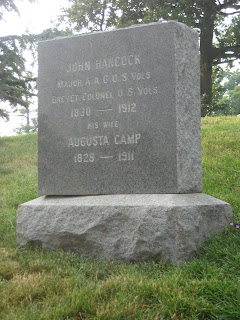 JOHN HANCOCK
MAJOR A.A.G. U.S. VOLS
BREVET COLONEL U.S. VOLS.
1830 — 1912
HIS WIFE
AUGUSTA CAMP
1828 — 1911